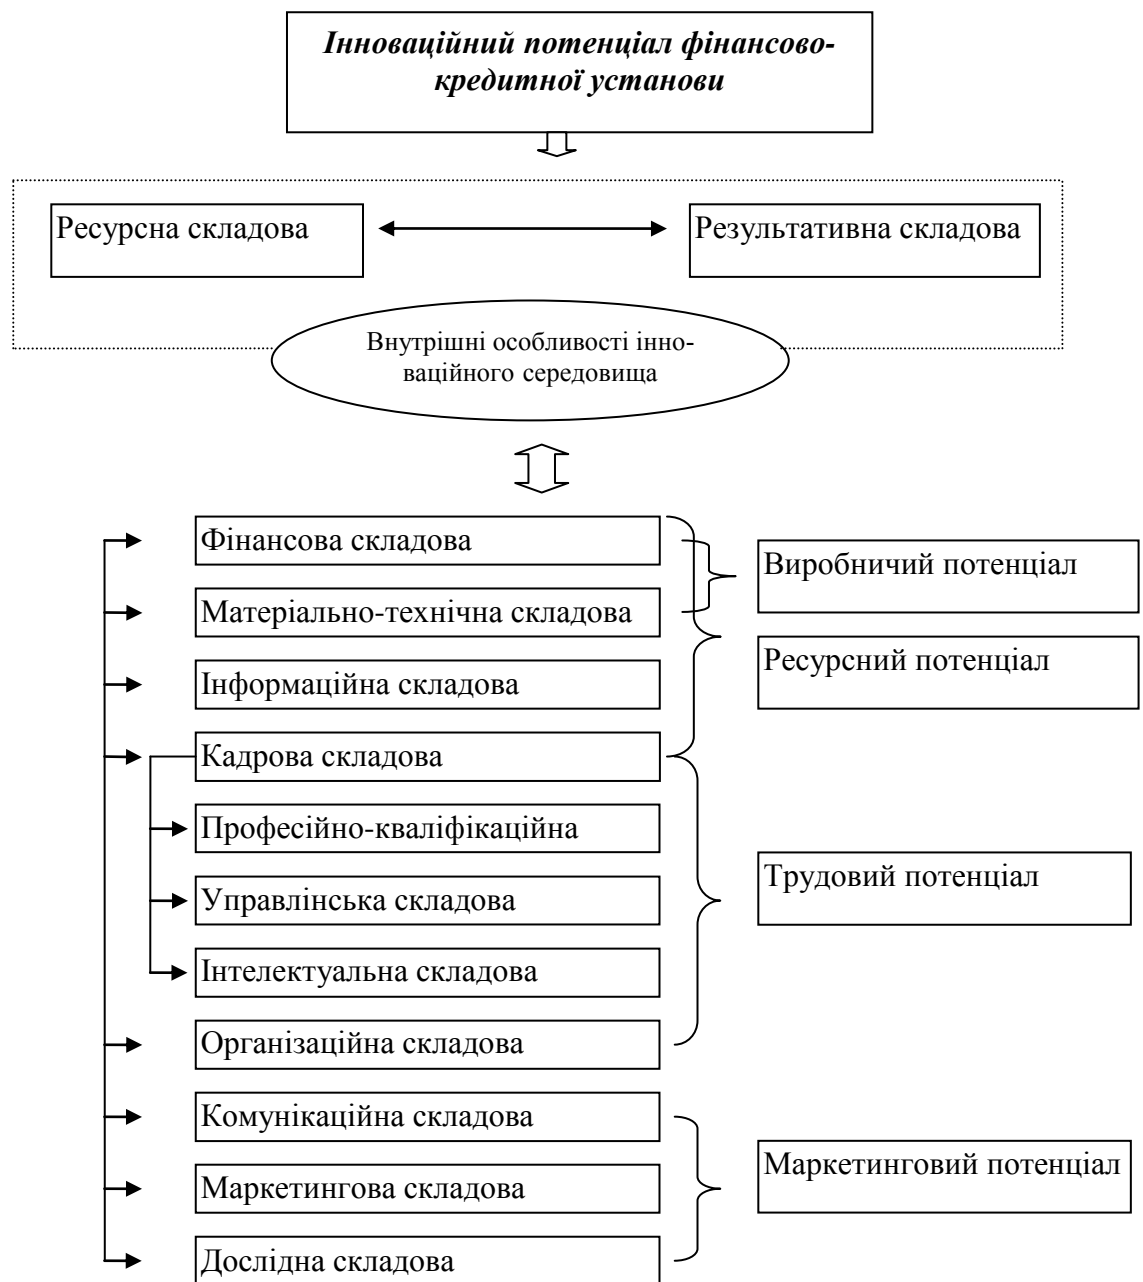 Інноваційний потенціал фінансово-
кредитної установи
Ресурсна складова
Результативна складова
Внутрішні особливості інно-
ваційного середовища
Фінансова складова
Виробничий потенціал
Матеріально-технічна складова
Ресурсний потенціал
Інформаційна складова
Кадрова складова
Професійно-кваліфікаційна
Трудовий потенціал
Управлінська складова
Інтелектуальна складова
Організаційна складова
Комунікаційна складова
Маркетинговий потенціал
Маркетингова складова
Дослідна складова